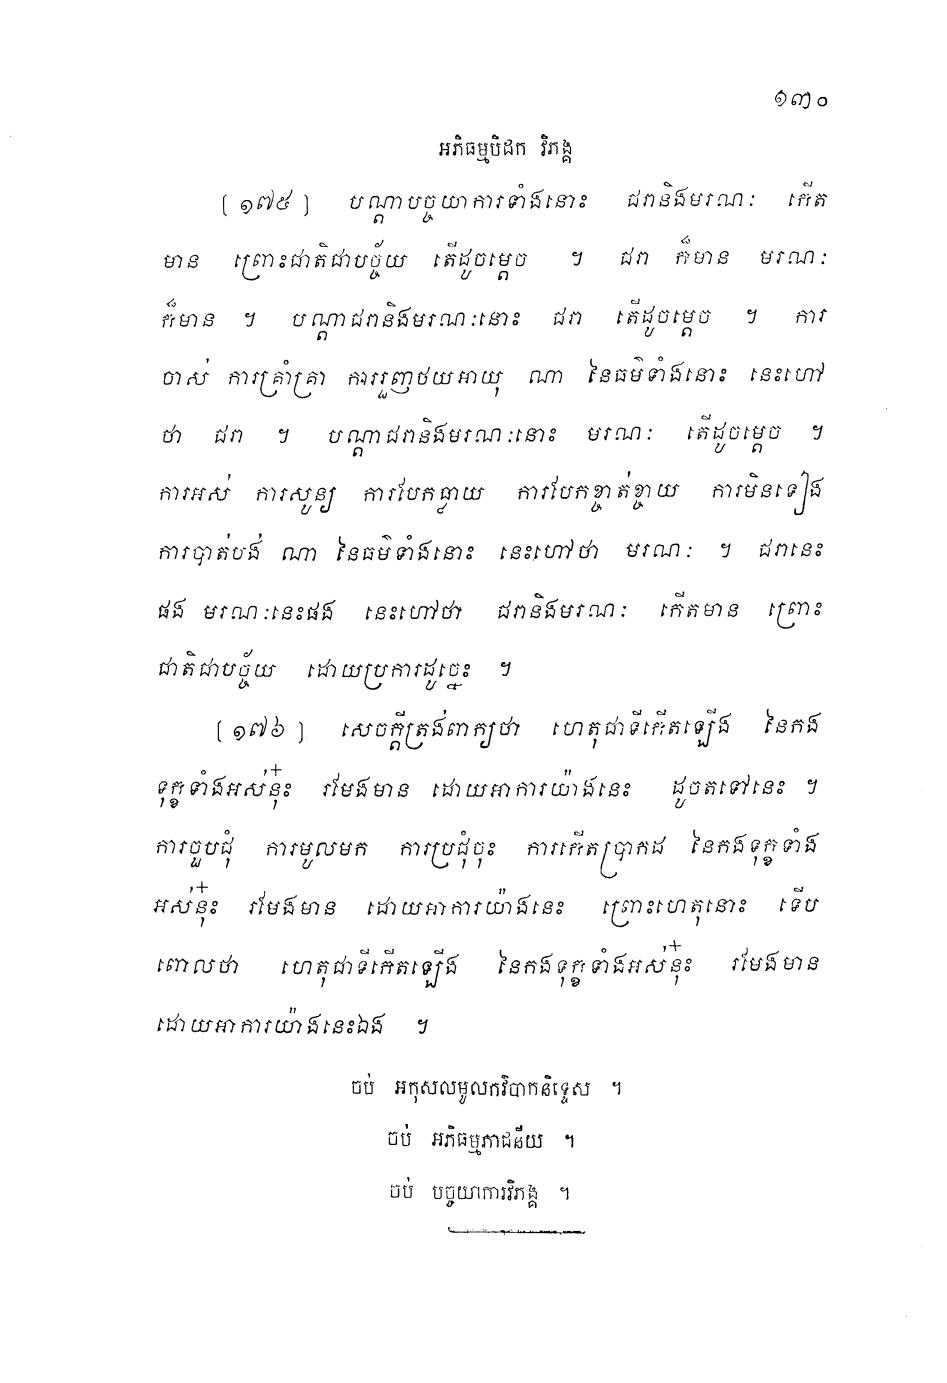 ១៣០
អភិធម្មបិដក វិភង្គ
[ ១៧៥ ] បណ្តាបច្ចយាការទាំងនោះ ជរានិងមរណៈ កើត
មាន ព្រោះជាតិជាបច្ច័យ តើដូចម្តេច ។ ជរា ក៏មាន មរណៈ
ក៏មាន ។ បណ្តាជរានិងមរណៈនោះ ជរា តើដូចម្តេច ។ ការ
ចាស់ ការគ្រាំគ្រា ការរួញថយអាយុ ណា នៃធម៌ទាំងនោះ នេះហៅ
ថា ជរា ។ បណ្តាជរានិងមរណៈនោះ មរណៈ តើដូចម្តេច ។
ការអស់ ការសូន្យ ការបែកធ្លាយ ការបែកខ្ចាត់ខ្ចាយ ការមិនទៀង
ការបាត់បង់ ណា នៃធម៌ទាំងនោះ នេះហៅថា មរណៈ ។ ជរានេះ
ផង មរណៈនេះផង នេះហៅថា ជរានិងមរណៈ កើតមាន ព្រោះ
ជាតិជាបច្ច័យ ដោយប្រការដូច្នេះ ។
[ ១៧៦ ] សេចក្តីត្រង់ពាក្យថា ហេតុជាទីកើតឡើង នៃកង
ទុក្ខទាំងអស់នុ៎ះ រមែងមាន ដោយអាការយ៉ាងនេះ ដូចតទៅនេះ ។
ការចួបជុំ ការមូលមក ការប្រជុំចុះ ការកើតប្រាកដ នៃកងទុក្ខទាំង
អស់នុ៎ះ រមែងមាន ដោយអាការយ៉ាងនេះ ព្រោះហេតុនោះ ទើប
ពោលថា ហេតុជាទីកើតឡើង នៃកងទុក្ខទាំងអស់នុ៎ះ រមែងមាន
ដោយអាការយ៉ាងនេះឯង ។
ចប់ អកុសលមូលកវិបាកនិទ្ទេស ។
ចប់ អភិធម្មភាជនីយ ។
ចប់ បច្ចយាការវិភង្គ ។